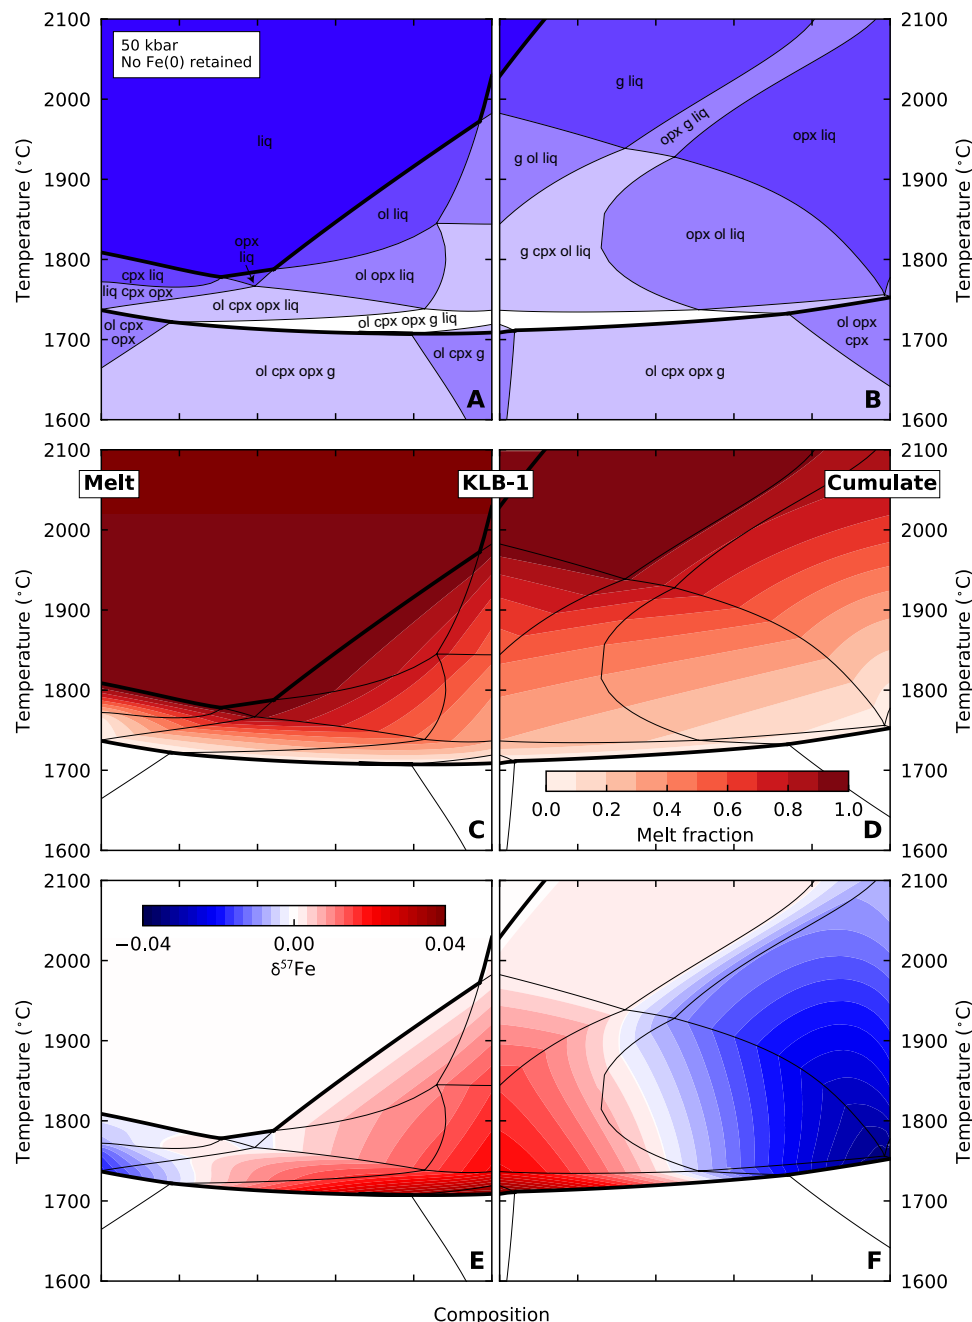 2100
2000
1900
1800
1700
1600
Temperature (°C)
50 kbar
No Fe(0) retained
liq
opx
liq
cpx liq
liq cpx opx
ol liq
ol opx liq
ol cpx opx liq
ol cpx opx g liq
ol cpx
opx
ol cpx opx g
ol cpx g
A
g liq
opx g liq
opx liq
g ol liq
g cpx ol liq
opx ol liq
ol opx
cpx
ol cpx opx g
B
2100
2000
1900
1800
1700
1600
Temperature (°C)
2100
2000
1900
1800
1700
1600
Temperature (°C)
Melt
KLB-1
Cumulate
C
0.0 0.2 0.4 0.6 0.8 1.0
Melt fraction
D
2100
2000
1900
1800
1700
1600
Temperature (°C)
2100
2000
1900
1800
1700
1600
Temperature (°C)
−0.04 0.00 0.04
δ⁵⁷Fe
E
F
2100
2000
1900
1800
1700
1600
Temperature (°C)
Composition